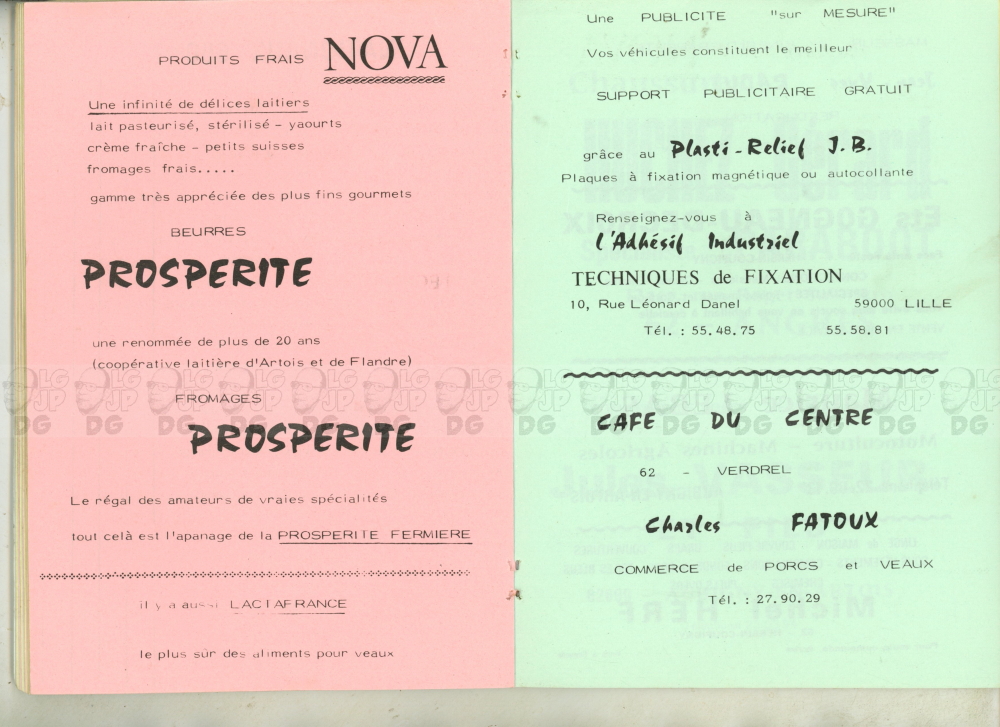 PRODUITS FRAIS NOVA
Une infinité de délices laitiers
lait pasteurisé, stérilisé - yaourts
crème fraîche - petits suisses
fromages frais.....
gamme très appréciée des plus fins gourmets
BEURRES
PROSPERITE
une renommée de plus de 20 ans
(coopérative laitière d'Artois et de Flandre)
FROMAGES
PROSPERITE
Le régal des amateurs de vraies spécialités
tout celà est l'apanage de la PROSPERITE FERMIERE
il y a aussi LACTAFRANCE
le plus sûr des aliments pour veaux
Une PUBLICITE "sur MESURE"
Vos véhicules constituent le meilleur
SUPPORT PUBLICITAIRE GRATUIT
grâce au Plasti-Relief J.B.
Plaques à fixation magnétique ou autocollante
Renseignez-vous à
l'Adhésif Industriel
TECHNIQUES de FIXATION
10, Rue Léonard Danel 59000 LILLE
Tél. : 55.48.75 55.58.81
CAFE DU CENTRE
62 - VERDREL
Charles FATOUX
COMMERCE de PORCS et VEAUX
Tél. : 27.90.29